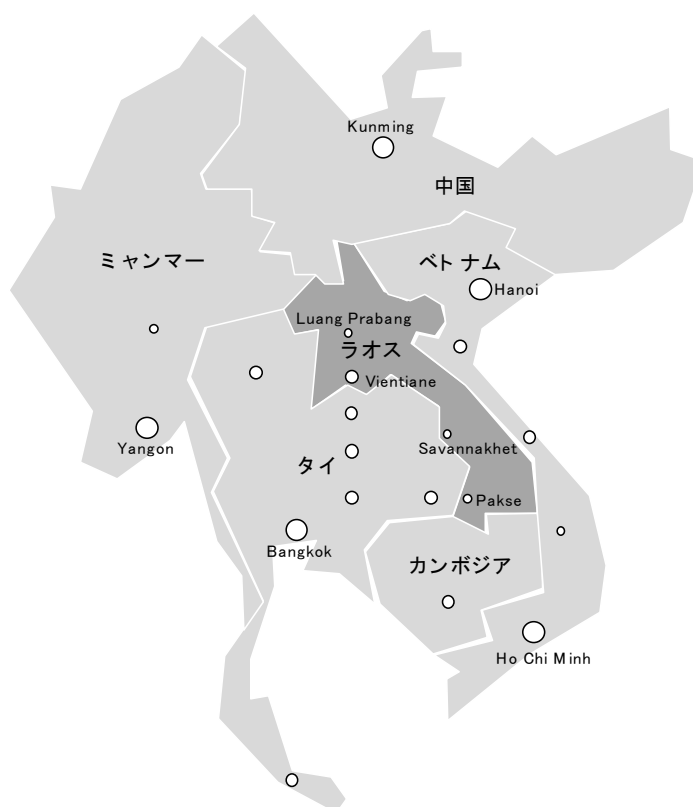 Kunming
中国
ミャンマー
ベトナム
Hanoi
Luang Prabang
ラオス
Vientiane
Yangon
Savannakhet
タイ
Pakse
Bangkok
カンボジア
Ho Chi Minh